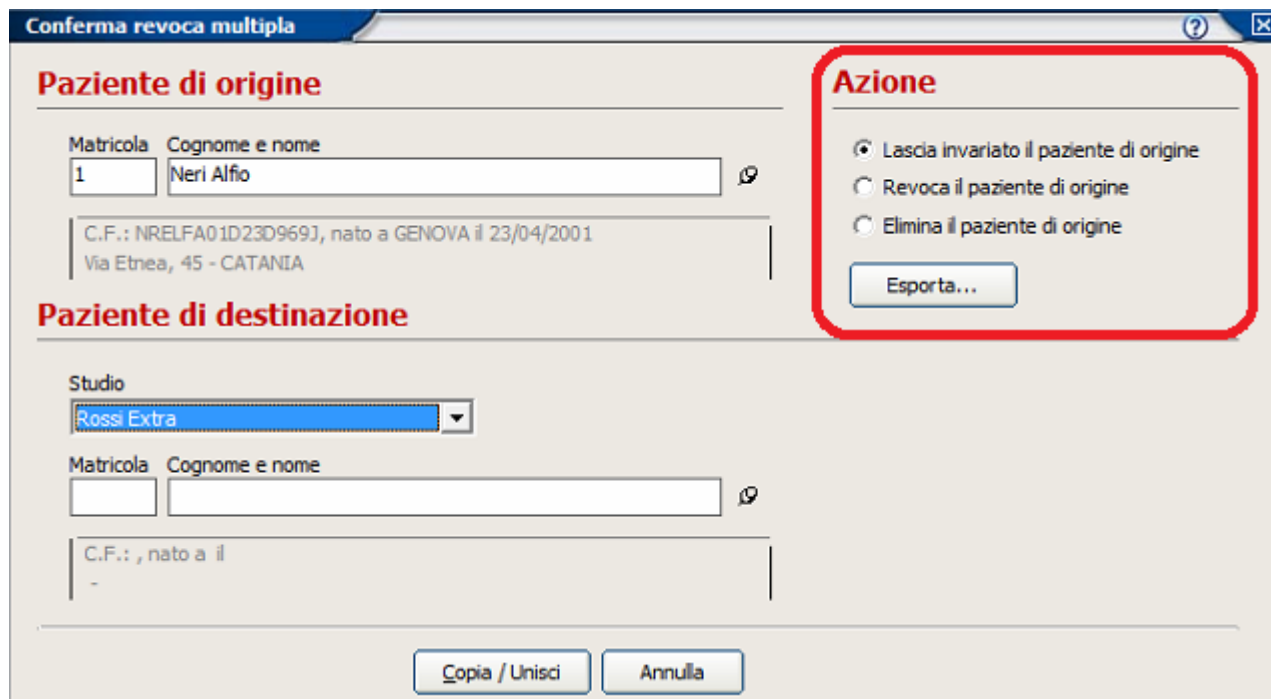 Conferma revoca multipla
Paziente di origine
Matricola Cognome e nome
1 Neri Alfio
C.F.: NRELFA01D23D969J, nato a GENOVA il 23/04/2001
Via Etnea, 45 - CATANIA
Azione
Lascia invariato il paziente di origine
Revoca il paziente di origine
Elimina il paziente di origine
Esporta...
Paziente di destinazione
Studio
Rossi Extra
Matricola Cognome e nome
C.F.: , nato a il
-
Copia / Unisci Annulla